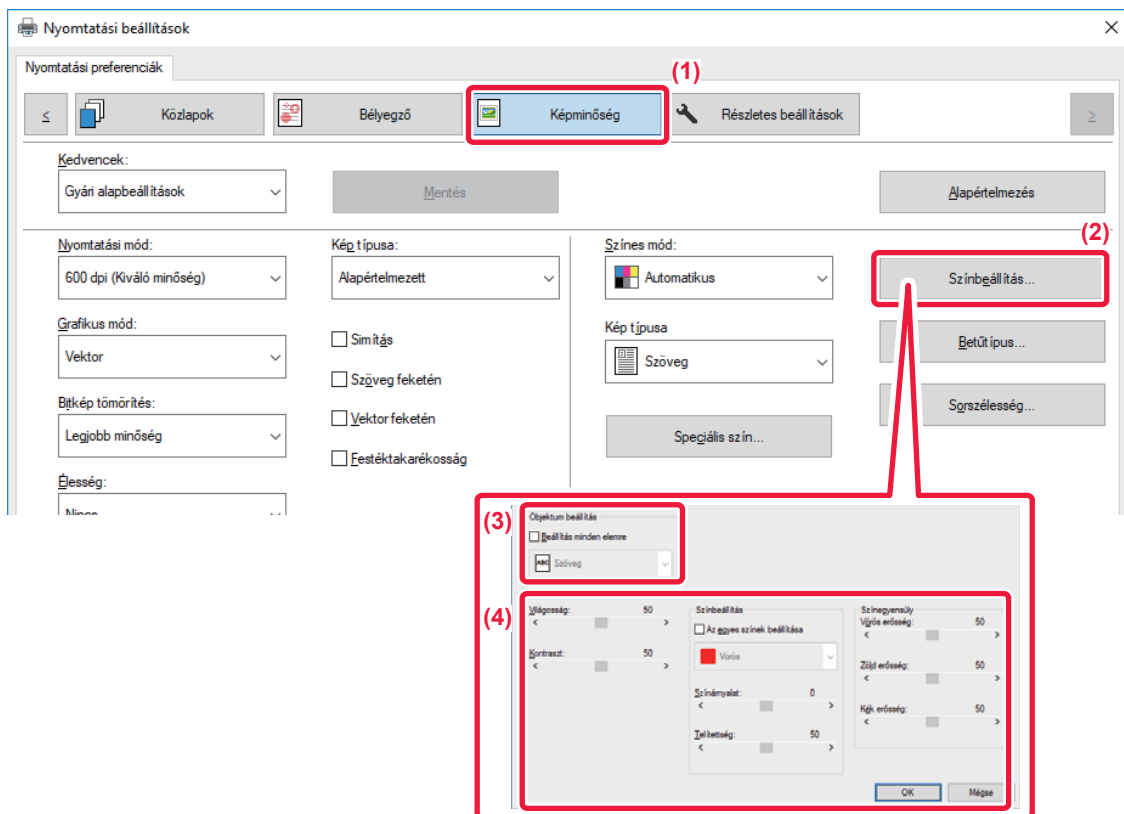 Nyomtatási beállítások
Nyomtatási preferenciák
(1)
<
Közlapok
Bélyegző
Képminőség
Részletes beállítások
>
Kedvencek:
Gyári alapbeállítások
Mentés
Alapértelmezés
(2)
Nyomtatási mód:
Kép típusa:
Színes mód:
600 dpi (Kiváló minőség)
Alapértelmezett
Automatikus
Színbeállítás...
Grafikus mód:
Simítás
Kép típusa
Vektor
Szöveg
Betűtípus...
Szöveg feketén
Bitkép tömörítés:
Vektor feketén
Sorszélesség...
Legjobb minőség
Speciális szín...
Festéktakarékosság
Élesség:
Nincs
(3)
Objektum beállítás
Beállítás minden elemre
ABC Szöveg
(4)
Világosság: 50
Kontraszt: 50
Színbeállítás
Az egyes színek beállítása
Vörös
Színárnyalat: 0
Telítettség: 50
Színegyensúly
Vörös erősség: 50
Zöld erősség: 50
Kék erősség: 50
OK
Mégse